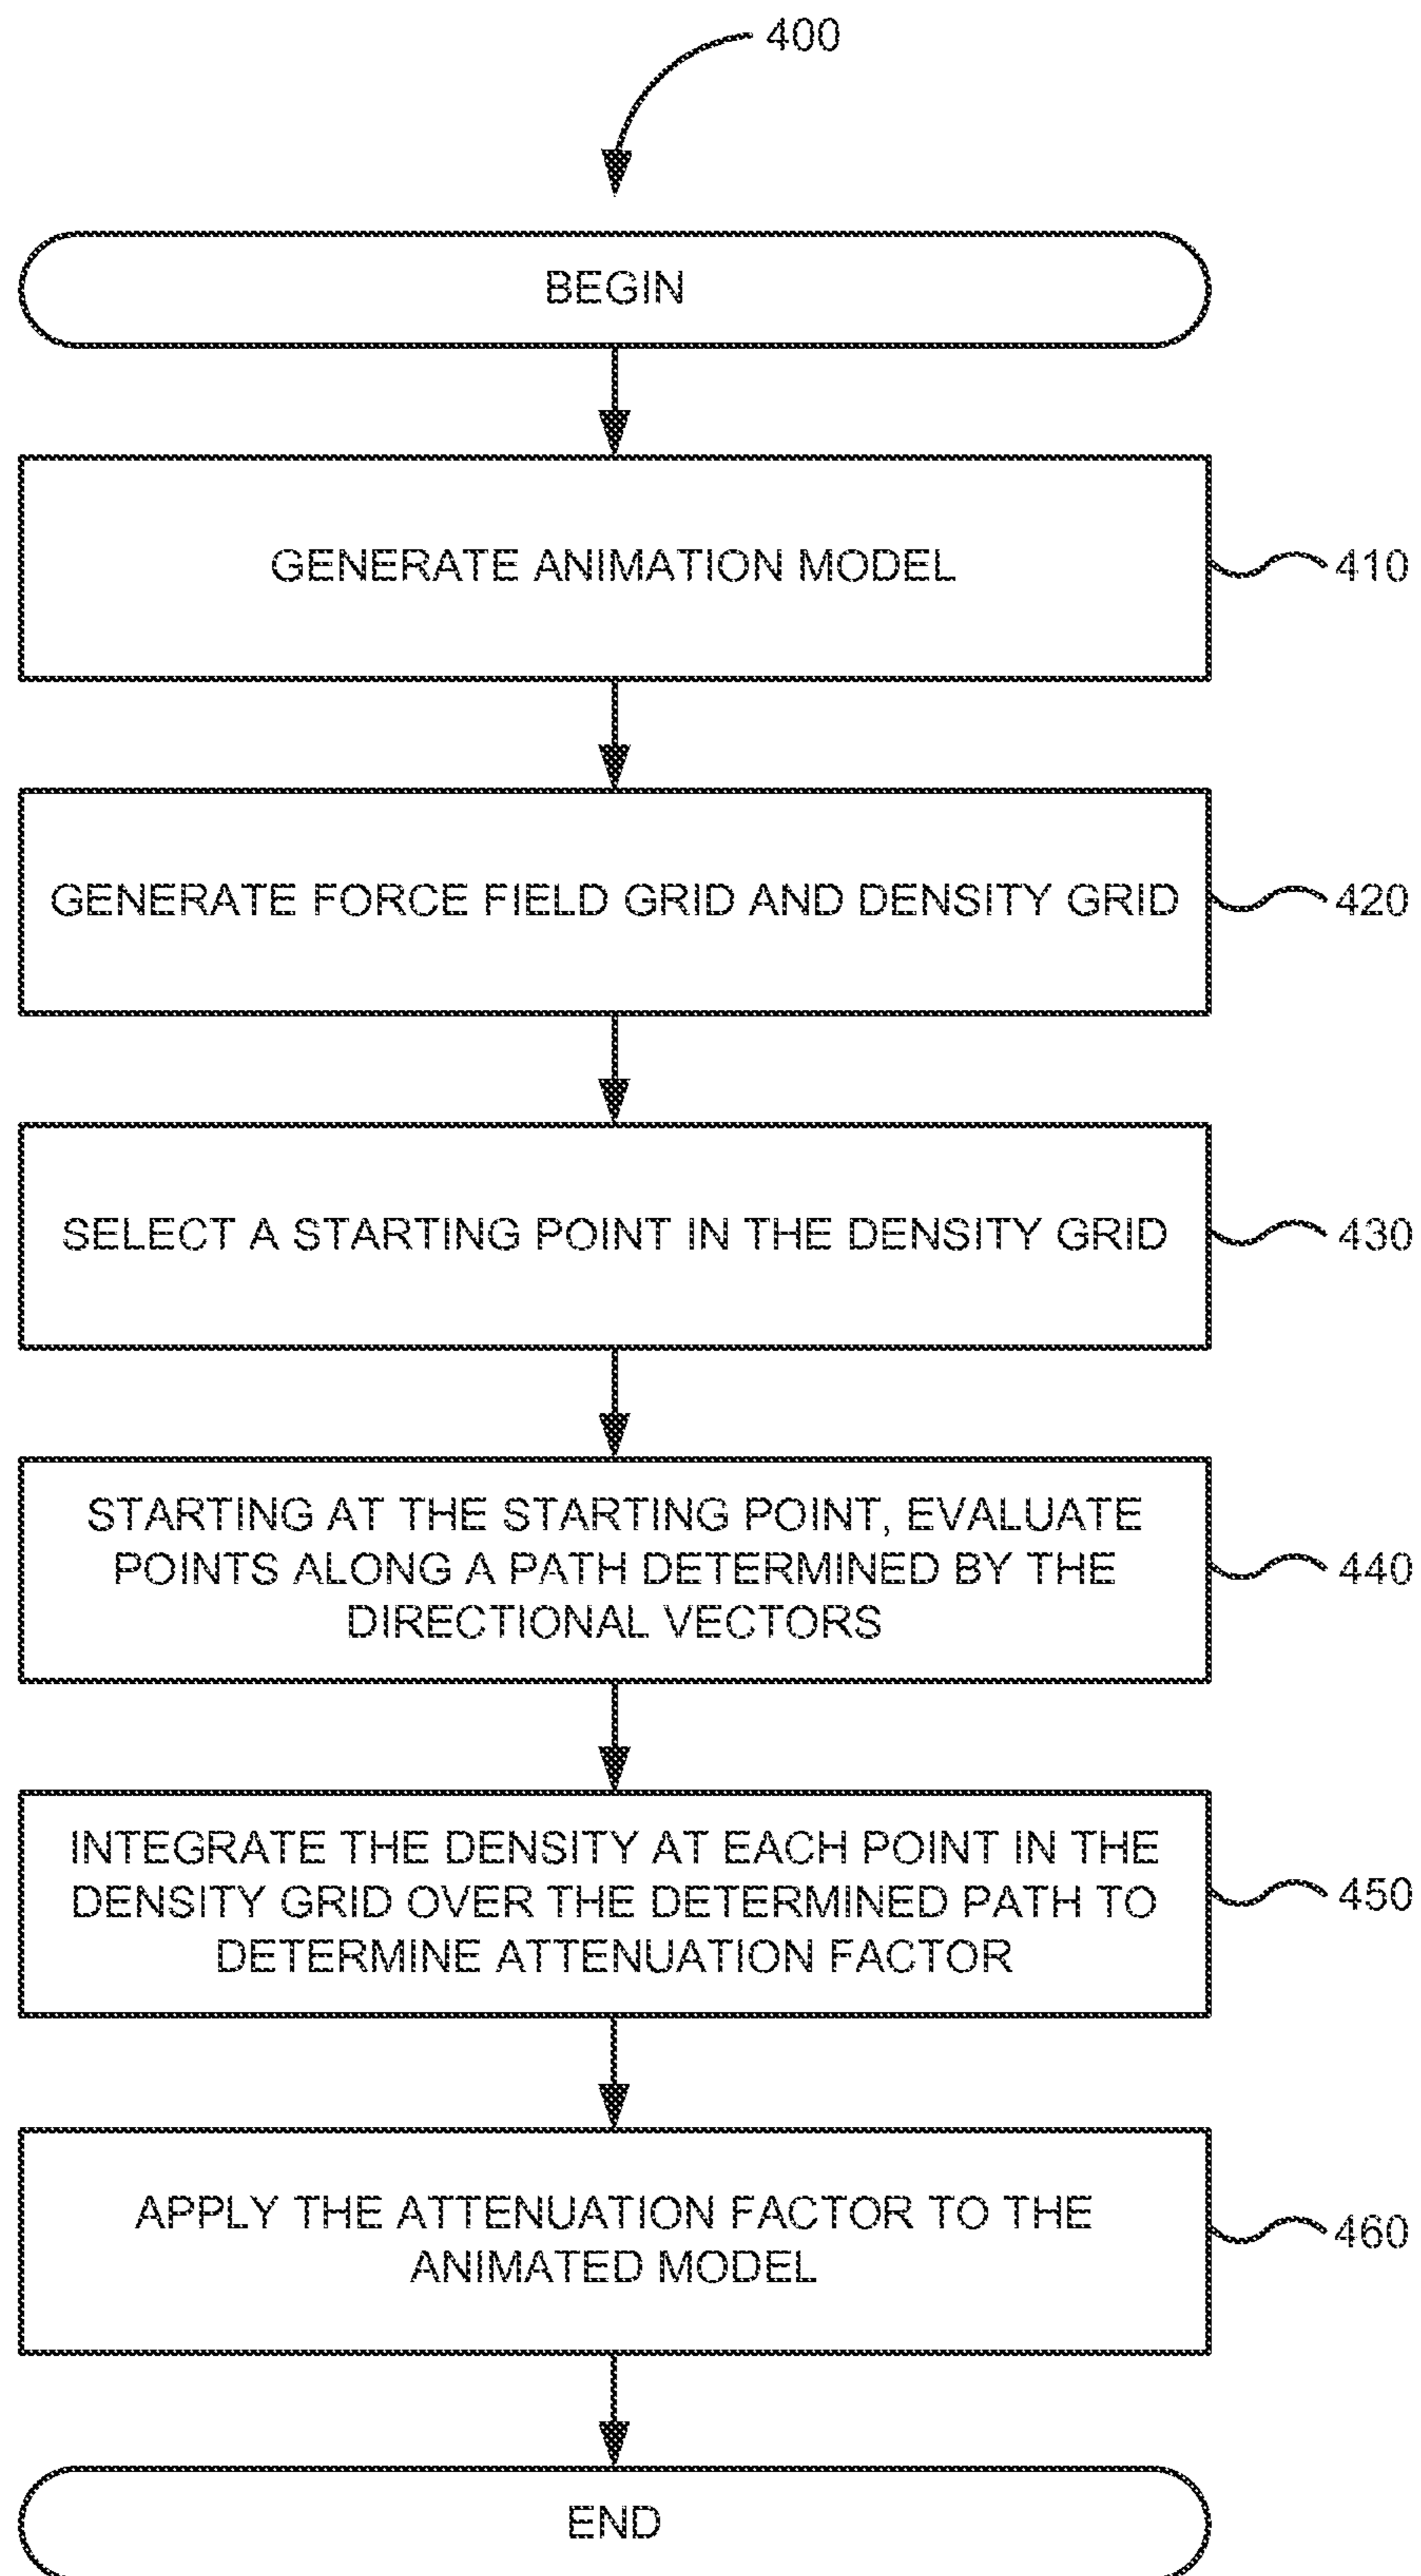 400
BEGIN
GENERATE ANIMATION MODEL
410
GENERATE FORCE FIELD GRID AND DENSITY GRID
420
SELECT A STARTING POINT IN THE DENSITY GRID
430
STARTING AT THE STARTING POINT, EVALUATE
POINTS ALONG A PATH DETERMINED BY THE
DIRECTIONAL VECTORS
440
INTEGRATE THE DENSITY AT EACH POINT IN THE
DENSITY GRID OVER THE DETERMINED PATH TO
DETERMINE ATTENUATION FACTOR
450
APPLY THE ATTENUATION FACTOR TO THE
ANIMATED MODEL
460
END